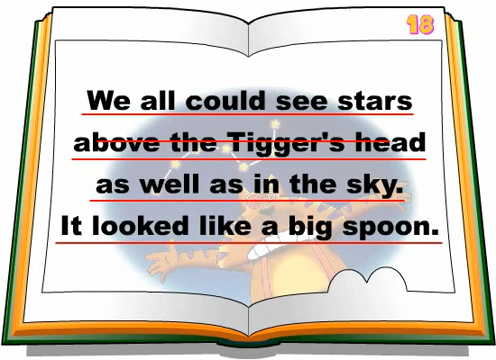 18
We all could see stars
above the Tigger's head
as well as in the sky.
It looked like a big spoon.